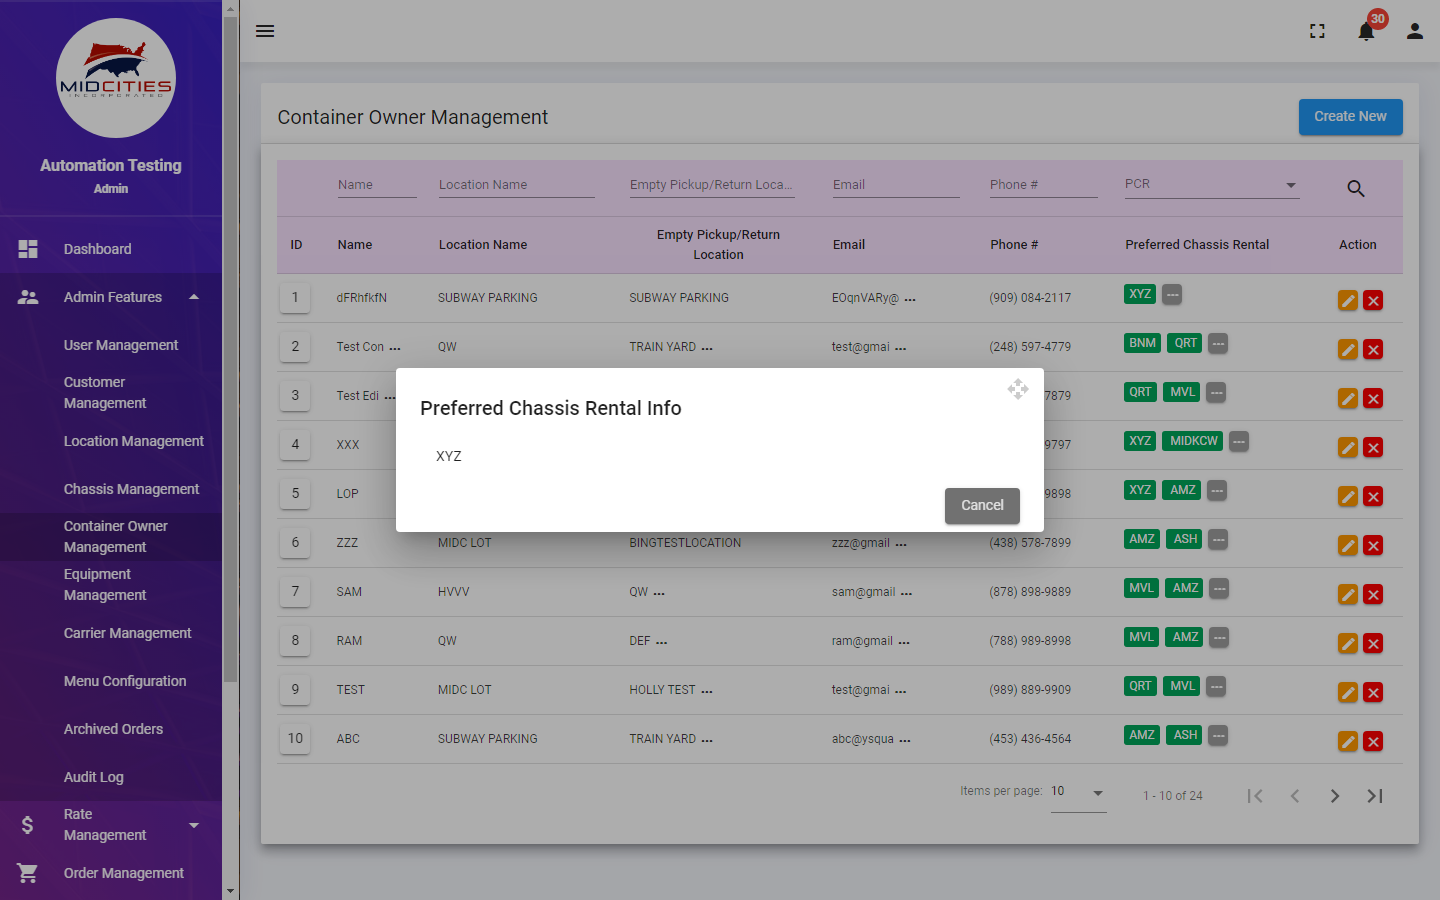 MIDCITIES
INCORPORATED
Automation Testing
Admin
Dashboard
Admin Features
User Management
Customer
Management
Location Management
Chassis Management
Container Owner
Management
Equipment
Management
Carrier Management
Menu Configuration
Archived Orders
Audit Log
Rate
Management
Order Management
30
Container Owner Management
Create New
Name Location Name Empty Pickup/Return Loca... Email Phone # PCR
ID Name Location Name Empty Pickup/Return Location Email Phone # Preferred Chassis Rental Action
1 dFRhfkfN SUBWAY PARKING SUBWAY PARKING EOqnVARy@ ... (909) 084-2117 XYZ ---
2 Test Con ... QW TRAIN YARD ... test@gmai ... (248) 597-4779 BNM QRT ---
3 Test Edi ... 7879 QRT MVL ---
4 XXX 9797 XYZ MIDKCW ---
5 LOP 9898 XYZ AMZ ---
6 ZZZ MIDC LOT BINGTESTLOCATION zzz@gmail ... (438) 578-7899 AMZ ASH ---
7 SAM HVVV QW ... sam@gmail ... (878) 898-9889 MVL AMZ ---
8 RAM QW DEF ... ram@gmail ... (788) 989-8998 MVL AMZ ---
9 TEST MIDC LOT HOLLY TEST ... test@gmai ... (989) 889-9909 QRT MVL ---
10 ABC SUBWAY PARKING TRAIN YARD ... abc@ysqua ... (453) 436-4564 AMZ ASH ---
Items per page: 10 1 - 10 of 24
Preferred Chassis Rental Info
XYZ
Cancel